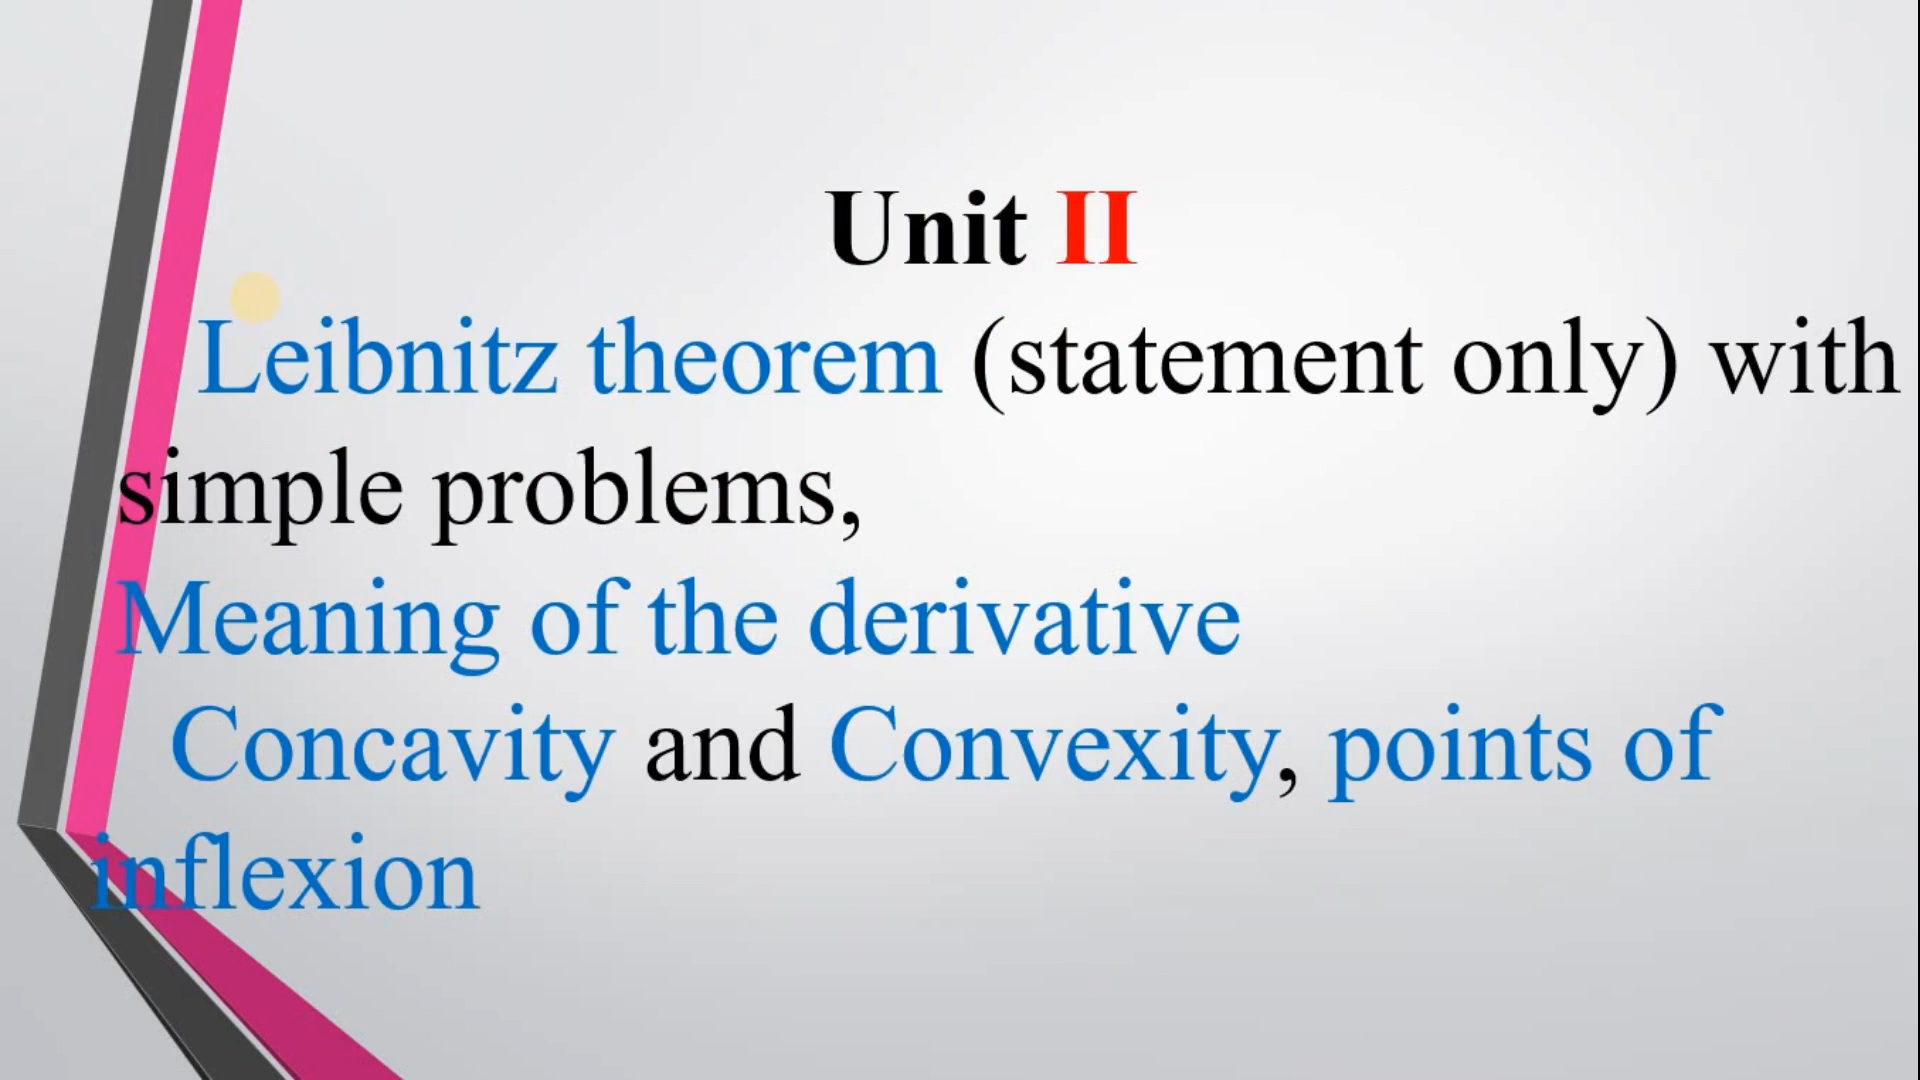 Unit II
Leibnitz theorem (statement only) with
simple problems,
Meaning of the derivative
Concavity and Convexity, points of
inflexion